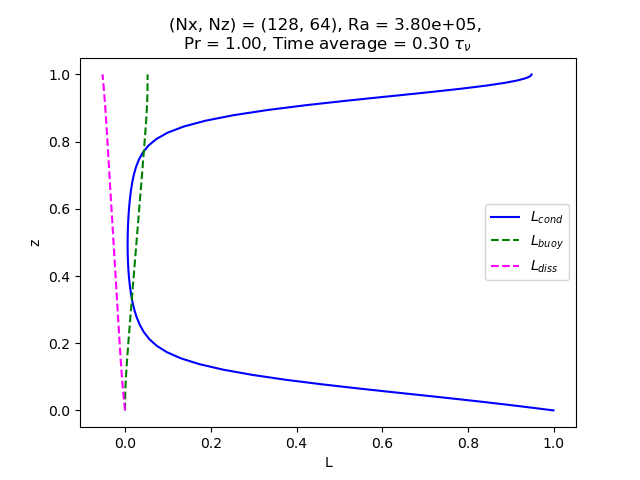 (Nx, Nz) = (128, 64), Ra = 3.80e+05,
Pr = 1.00, Time average = 0.30 τ_ν
1.0
0.8
0.6
0.4
0.2
0.0
z
L_cond
L_buoy
L_diss
0.0 0.2 0.4 0.6 0.8 1.0
L